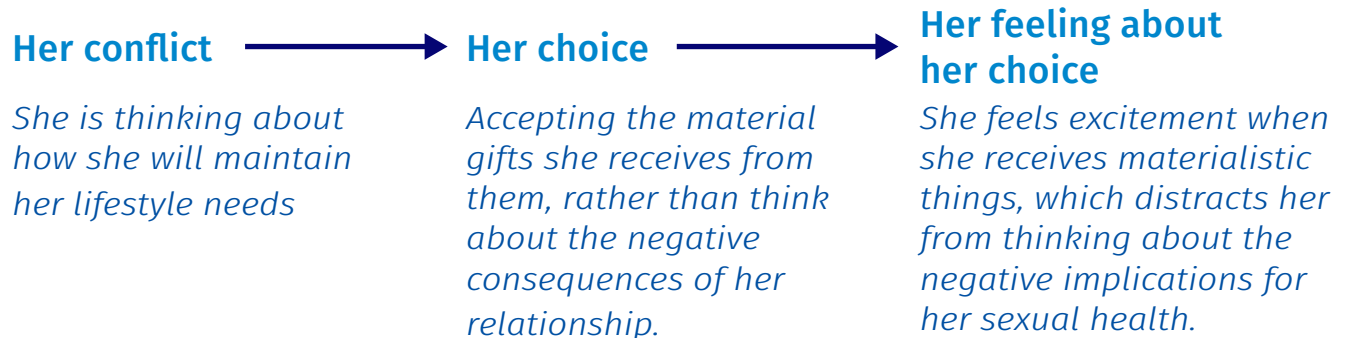 Her conflict
She is thinking about
how she will maintain
her lifestyle needs
Her choice
Accepting the material
gifts she receives from
them, rather than think
about the negative
consequences of her
relationship.
Her feeling about
her choice
She feels excitement when
she receives materialistic
things, which distracts her
from thinking about the
negative implications for
her sexual health.